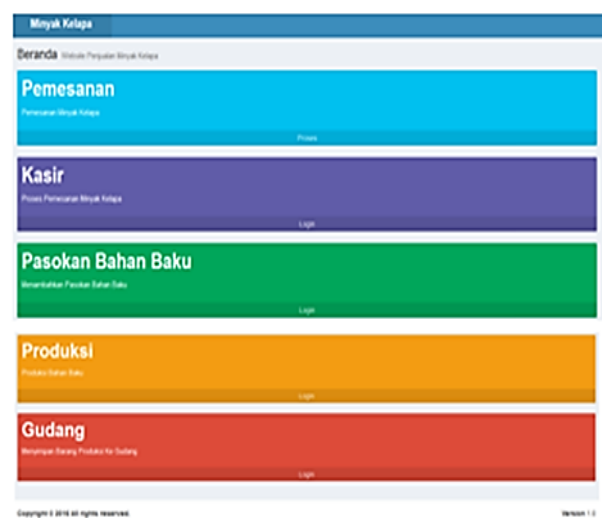 Minyak Kelapa
Beranda Website Penjualan Minyak Kelapa
Pemesanan
Pemesanan Minyak Kelapa
Proses
Kasir
Proses Pemesanan Minyak Kelapa
Login
Pasokan Bahan Baku
Menambahkan Pasokan Bahan Baku
Login
Produksi
Produksi Bahan Baku
Login
Gudang
Menyimpan Barang Produksi Ke Gudang
Login
Copyright © 2016 All rights reserved.
Version 1.0